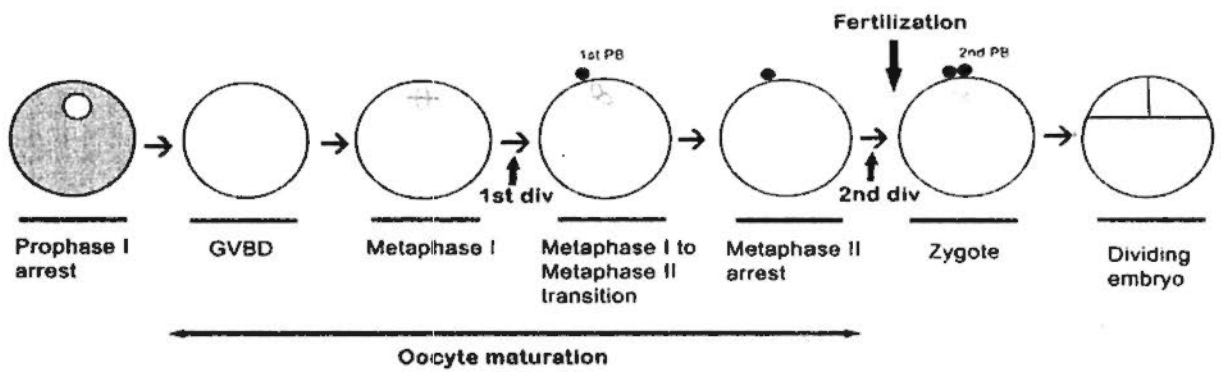 Fertilization
1st PB
2nd PB
1st div
2nd div
Prophase I
arrest
GVBD
Metaphase I
Metaphase I to
Metaphase II
transition
Metaphase II
arrest
Zygote
Dividing
embryo
Oocyte maturation